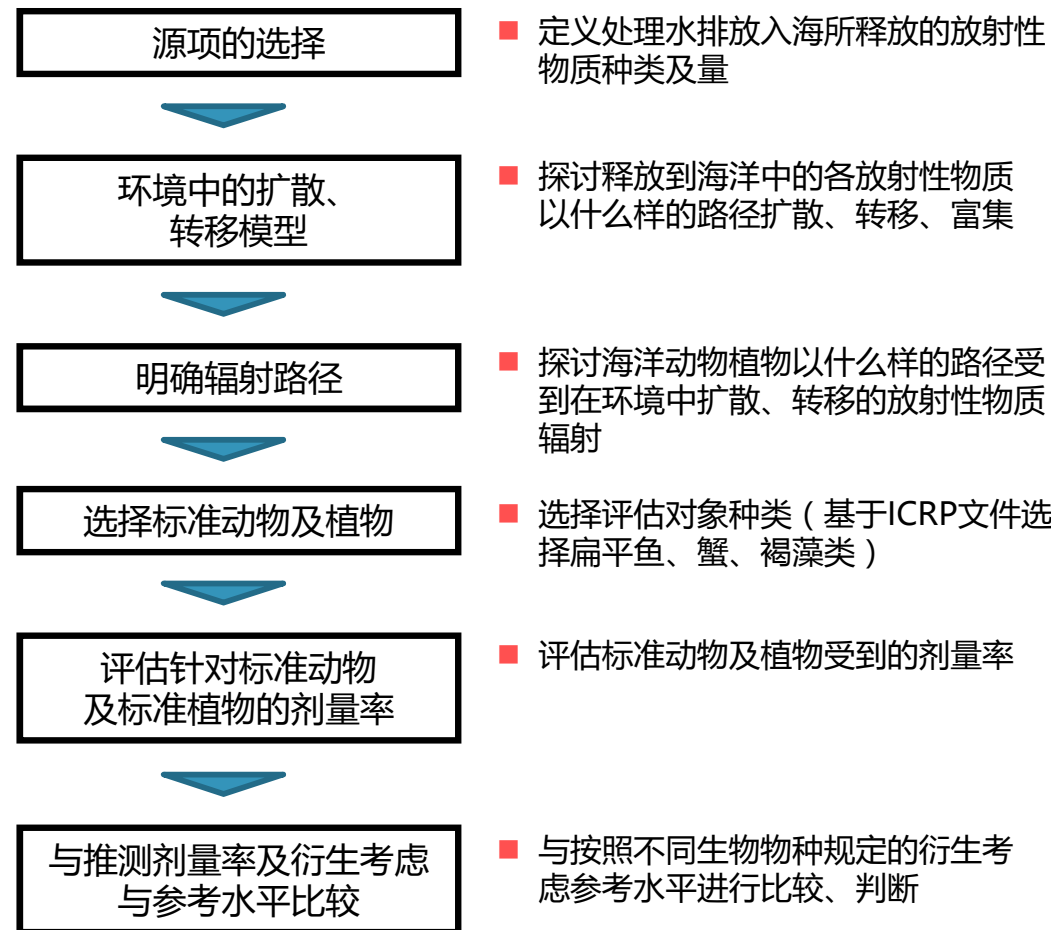 源项的选择
定义处理水排放入海所释放的放射性
物质种类及量
环境中的扩散、
转移模型
探讨释放到海洋中的各放射性物质
以什么样的路径扩散、转移、富集
明确辐射路径
探讨海洋动物植物以什么样的路径受
到在环境中扩散、转移的放射性物质
辐射
选择标准动物及植物
选择评估对象种类（基于ICRP文件选
择扁平鱼、蟹、褐藻类）
评估针对标准动物
及标准植物的剂量率
评估标准动物及植物受到的剂量率
与推测剂量率及衍生考虑
与参考水平比较
与按照不同生物物种规定的衍生考
虑参考水平进行比较、判断